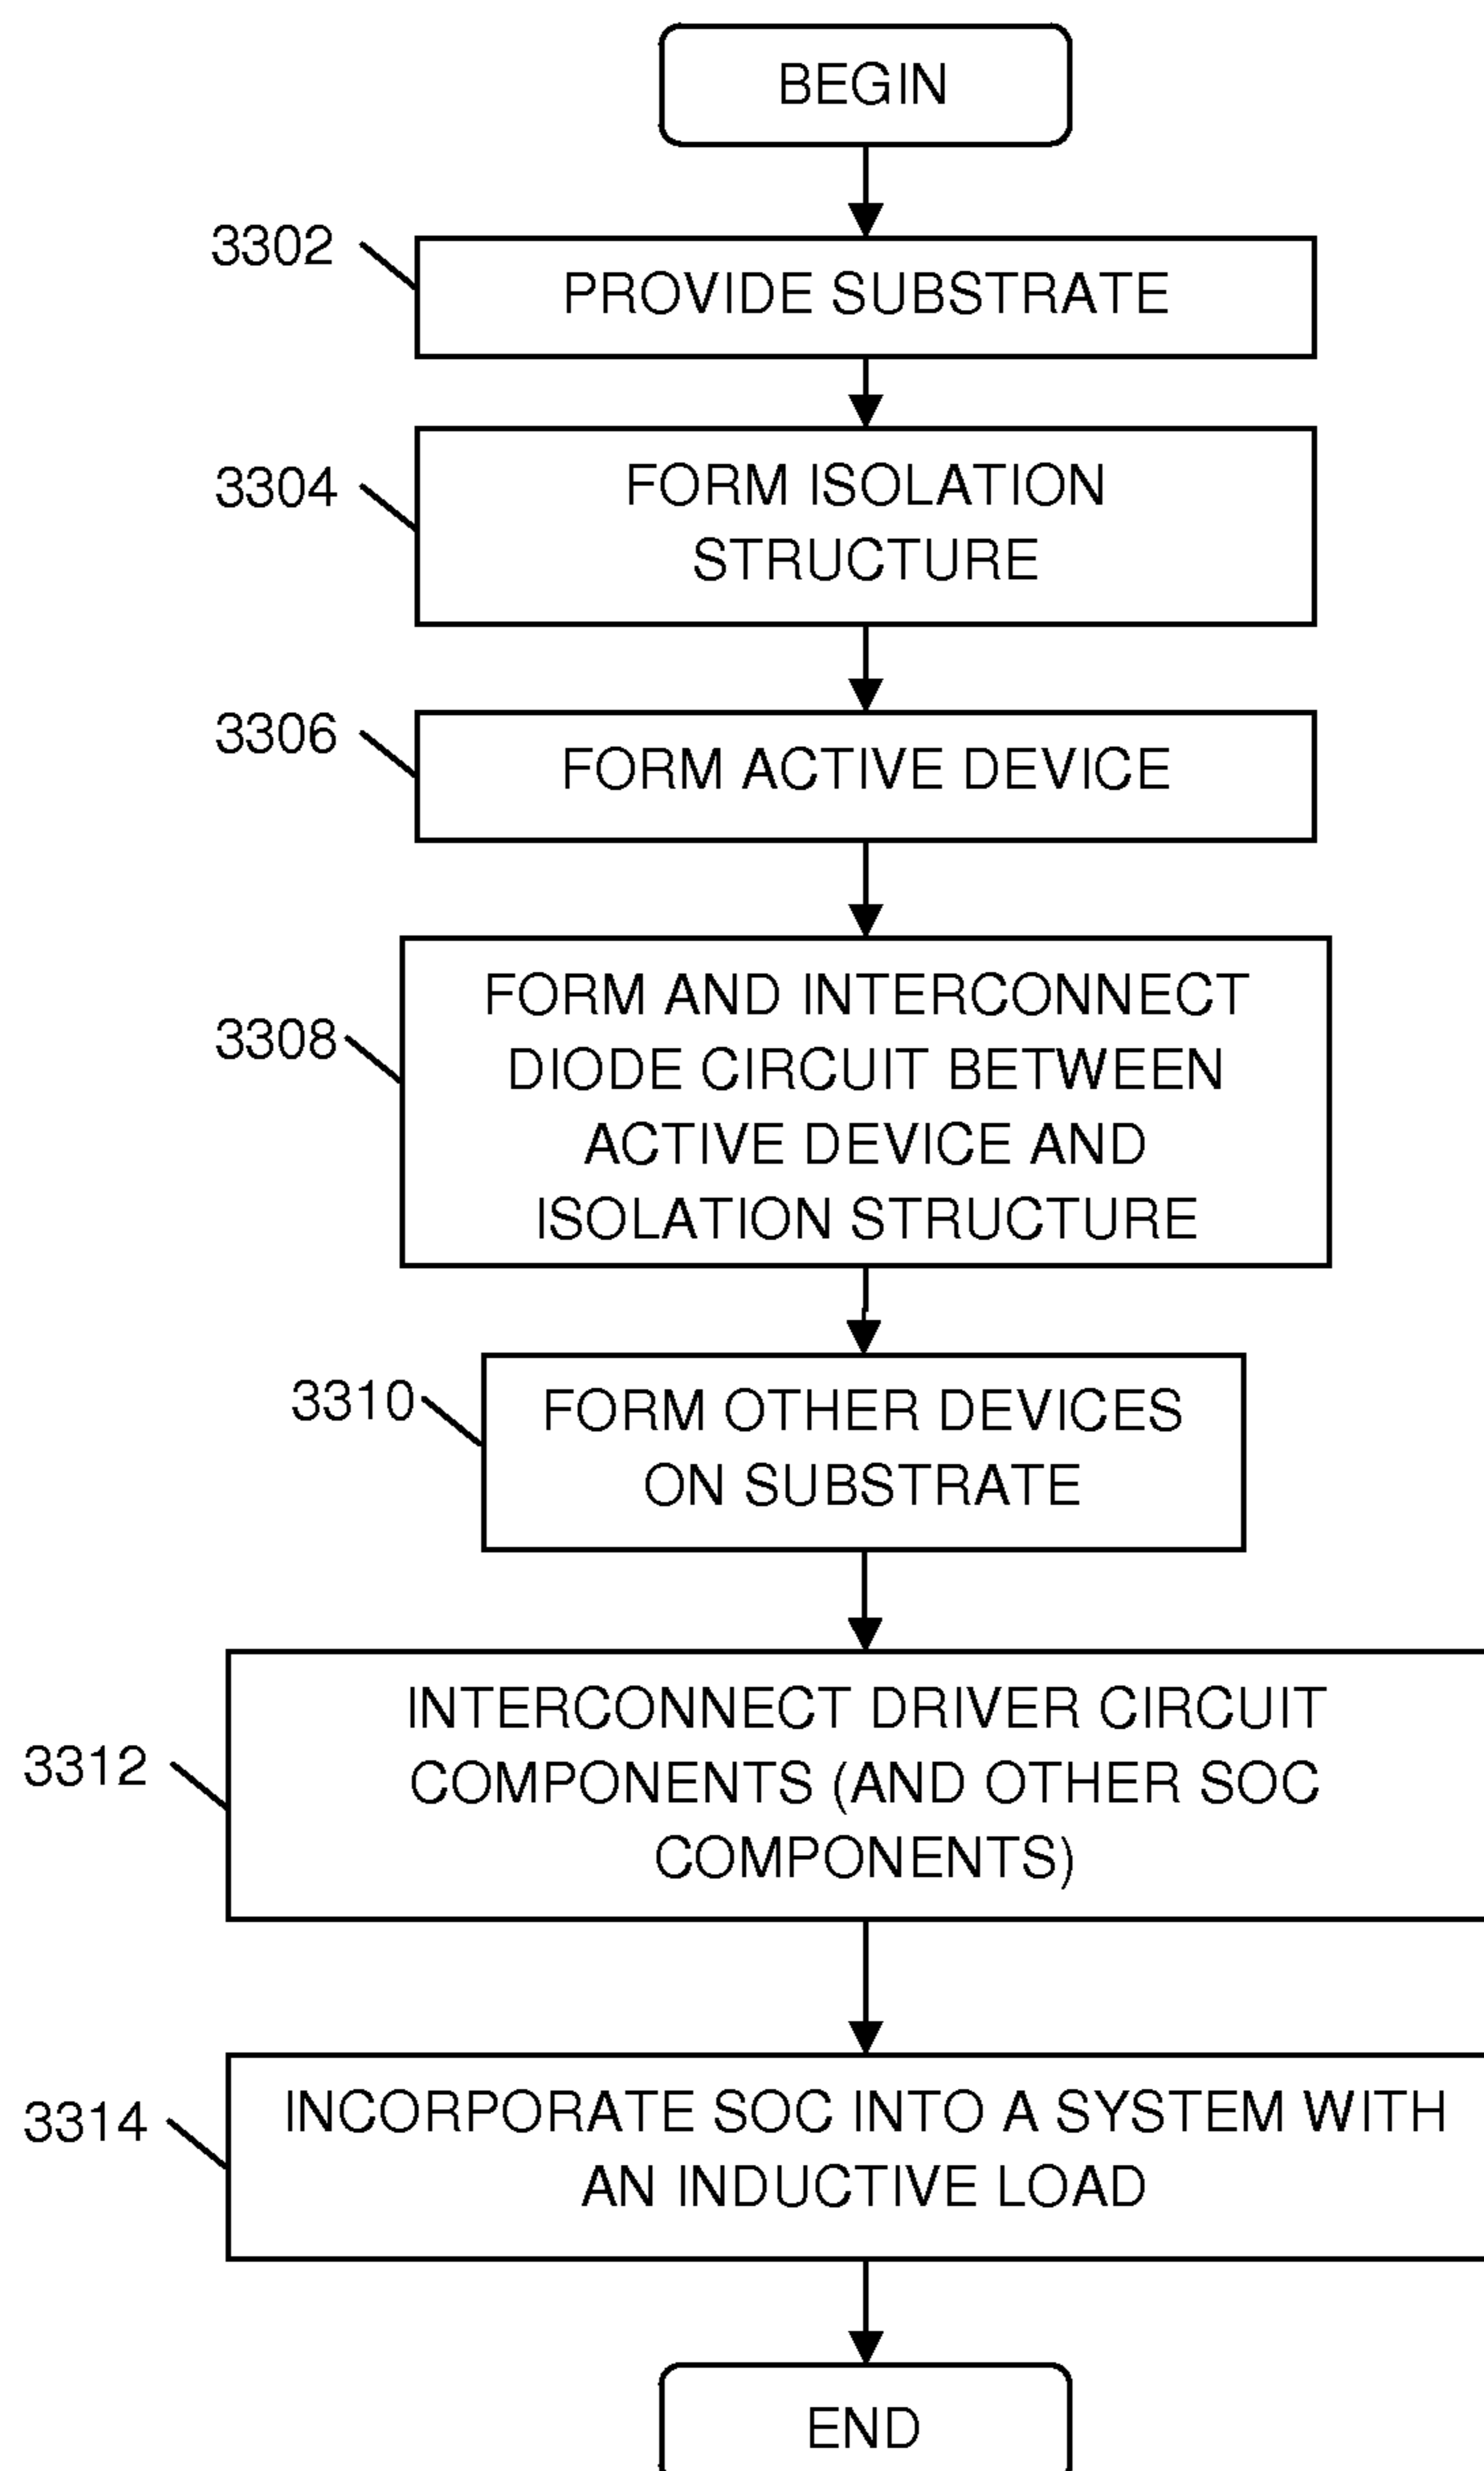 BEGIN
3302
PROVIDE SUBSTRATE
3304
FORM ISOLATION
STRUCTURE
3306
FORM ACTIVE DEVICE
3308
FORM AND INTERCONNECT
DIODE CIRCUIT BETWEEN
ACTIVE DEVICE AND
ISOLATION STRUCTURE
3310
FORM OTHER DEVICES
ON SUBSTRATE
3312
INTERCONNECT DRIVER CIRCUIT
COMPONENTS (AND OTHER SOC
COMPONENTS)
3314
INCORPORATE SOC INTO A SYSTEM WITH
AN INDUCTIVE LOAD
END